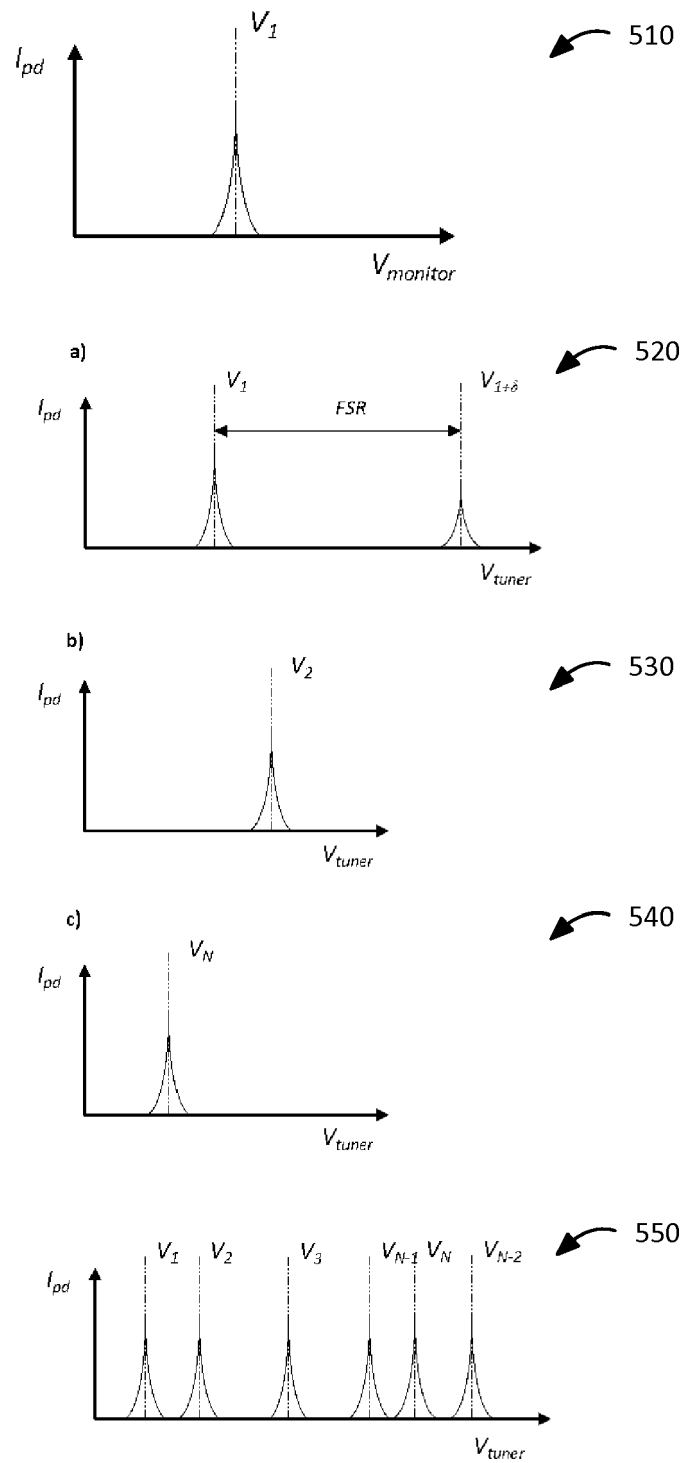 V1
510
Ipd
Vmonitor
a)
520
V1
V1+δ
Ipd
FSR
Vtuner
b)
530
V2
Ipd
Vtuner
c)
540
VN
Ipd
Vtuner
550
V1 V2 V3 VN-1 VN VN-2
Ipd
Vtuner